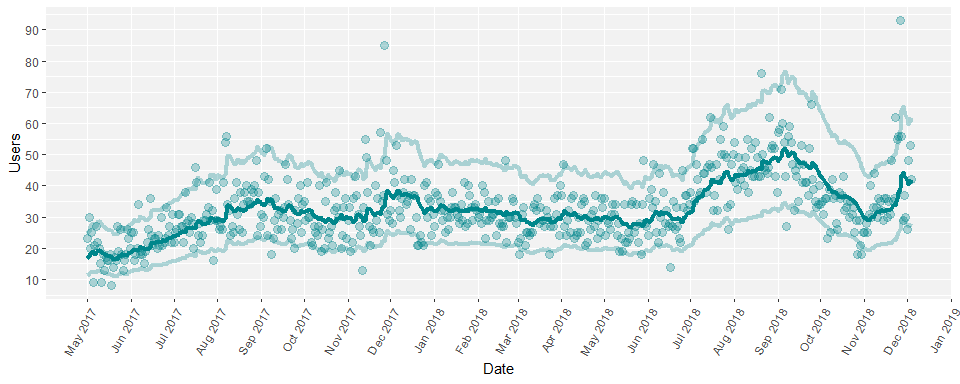 90
80
70
60
50
40
30
20
10
Users
May 2017
Jun 2017
Jul 2017
Aug 2017
Sep 2017
Oct 2017
Nov 2017
Dec 2017
Jan 2018
Feb 2018
Mar 2018
Apr 2018
May 2018
Jun 2018
Jul 2018
Aug 2018
Sep 2018
Oct 2018
Nov 2018
Dec 2018
Jan 2019
Date